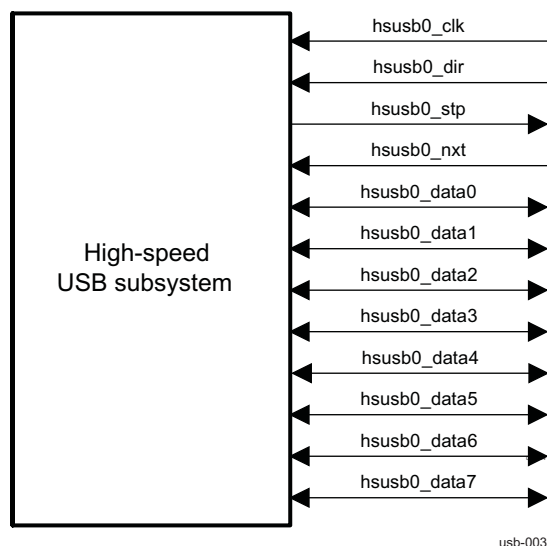 hsusb0_clk
hsusb0_dir
hsusb0_stp
hsusb0_nxt
hsusb0_data0
hsusb0_data1
High-speed
USB subsystem
hsusb0_data2
hsusb0_data3
hsusb0_data4
hsusb0_data5
hsusb0_data6
hsusb0_data7
usb-003